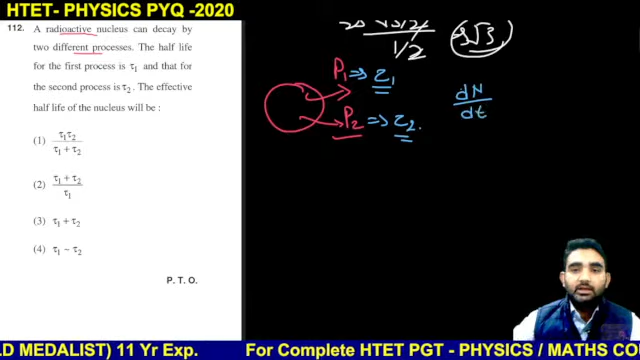 HTET- PHYSICS PYQ -2020
112. A radioactive nucleus can decay by
two different processes. The half life
for the first process is τ₁ and that for
the second process is τ₂. The effective
half life of the nucleus will be :
(1) τ₁τ₂ / τ₁ + τ₂
(2) τ₁ + τ₂ / τ₁
(3) τ₁ + τ₂
(4) τ₁ ~ τ₂
P. T. O.
1/2
P₁ ⇒ τ₁
P₂ ⇒ τ₂.
dN/dt
LD MEDALIST) 11 Yr Exp. For Complete HTET PGT - PHYSICS / MATHS CO